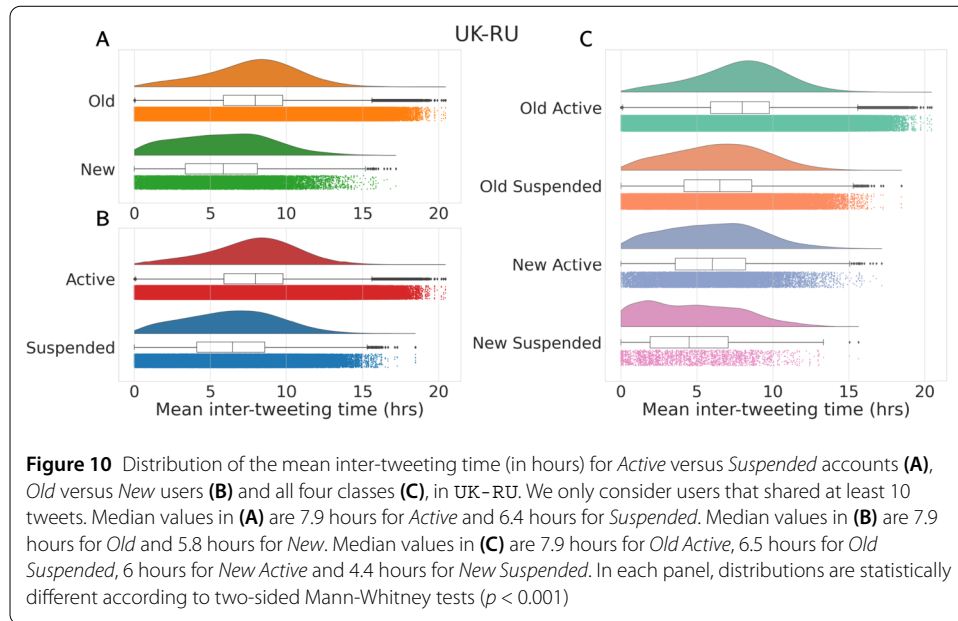 UK-RU
A
Old
New
0 5 10 15 20
B
Active
Suspended
0 5 10 15 20
Mean inter-tweeting time (hrs)
C
Old Active
Old Suspended
New Active
New Suspended
0 5 10 15 20
Mean inter-tweeting time (hrs)
Figure 10 Distribution of the mean inter-tweeting time (in hours) for Active versus Suspended accounts (A),
Old versus New users (B) and all four classes (C), in UK-RU. We only consider users that shared at least 10
tweets. Median values in (A) are 7.9 hours for Active and 6.4 hours for Suspended. Median values in (B) are 7.9
hours for Old and 5.8 hours for New. Median values in (C) are 7.9 hours for Old Active, 6.5 hours for Old
Suspended, 6 hours for New Active and 4.4 hours for New Suspended. In each panel, distributions are statistically
different according to two-sided Mann-Whitney tests (p < 0.001)